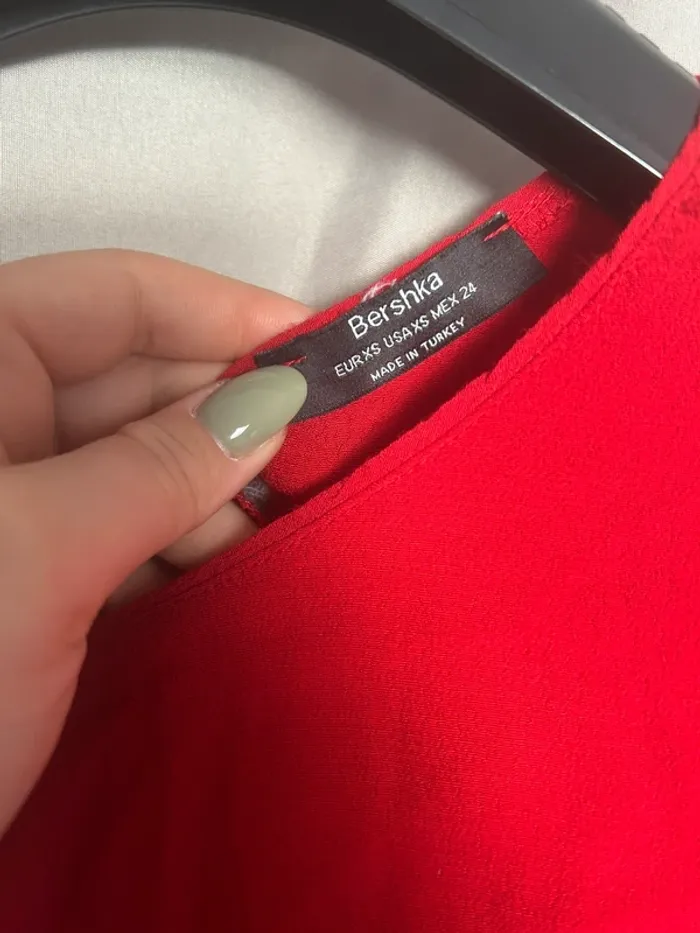 Bershka
EUR XS USA XS MEX 24
MADE IN TURKEY